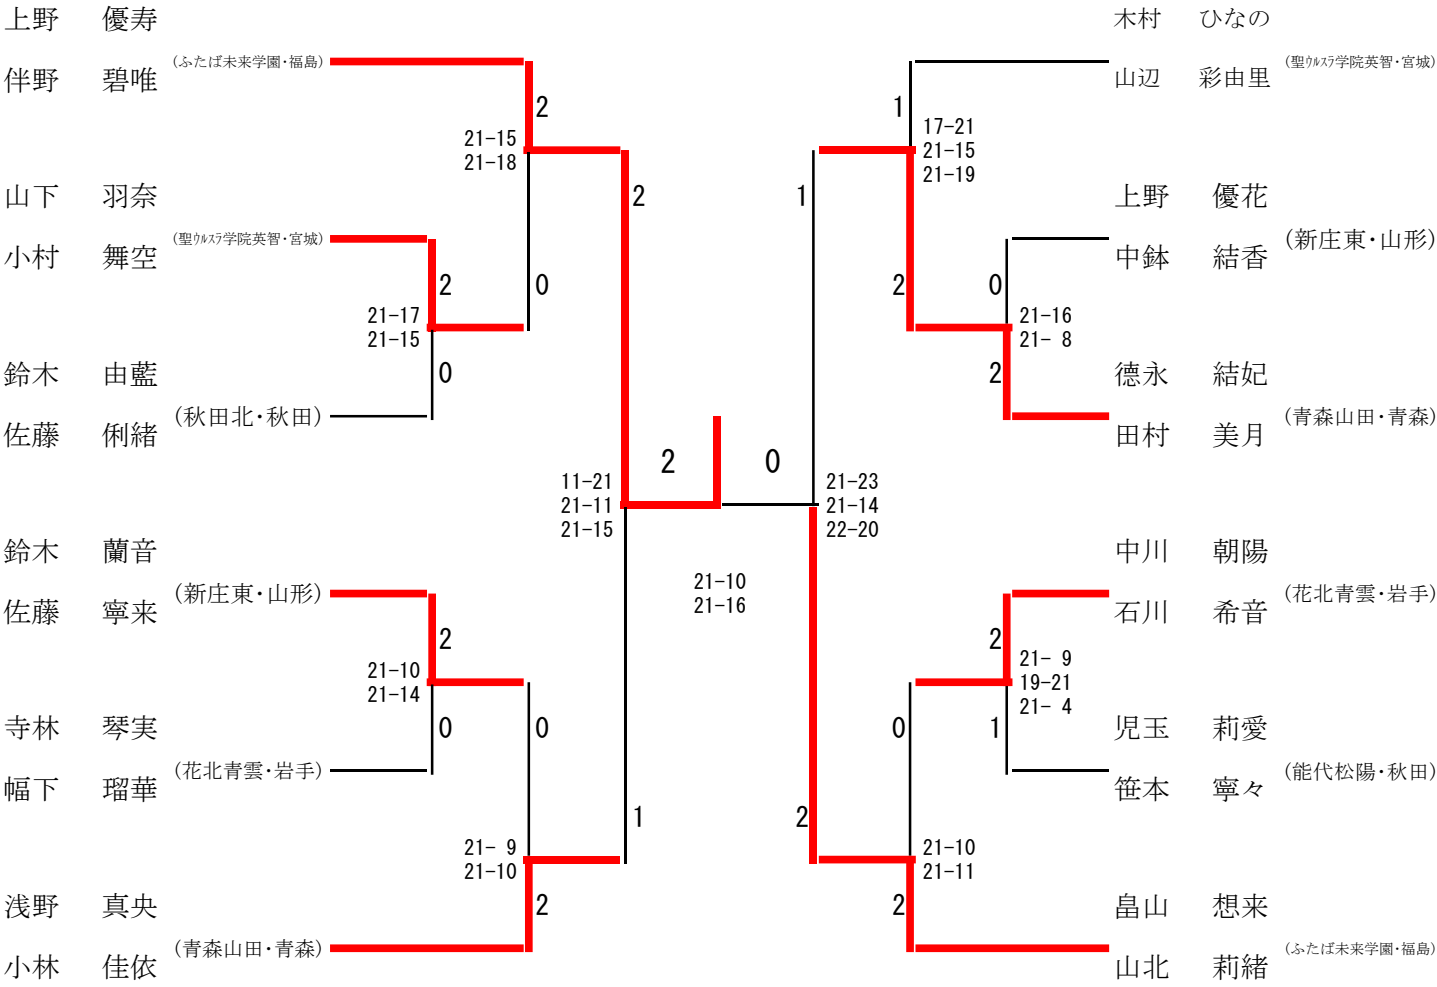 上野 優寿
(ふたば未来学園・福島)
伴野 碧唯
2
21-15
21-18
山下 羽奈
(聖ｳﾙｽﾗ学院英智・宮城)
小村 舞空
2
0
21-17
21-15
鈴木 由藍
0
(秋田北・秋田)
佐藤 俐緒
2
11-21
21-11
21-15
2
鈴木 蘭音
(新庄東・山形)
佐藤 寧来
2
21-10
21-14
寺林 琴実
0
0
(花北青雲・岩手)
幅下 瑠華
1
21- 9
21-10
浅野 真央
2
(青森山田・青森)
小林 佳依
21-10
21-16
木村 ひなの
(聖ｳﾙｽﾗ学院英智・宮城)
山辺 彩由里
1
17-21
21-15
21-19
1
上野 優花
(新庄東・山形)
中鉢 結香
2
0
21-16
21- 8
徳永 結妃
2
(青森山田・青森)
田村 美月
0
21-23
21-14
22-20
中川 朝陽
(花北青雲・岩手)
石川 希音
2
21- 9
19-21
21- 4
児玉 莉愛
0
1
(能代松陽・秋田)
笹本 寧々
2
21-10
21-11
畠山 想来
2
(ふたば未来学園・福島)
山北 莉緒